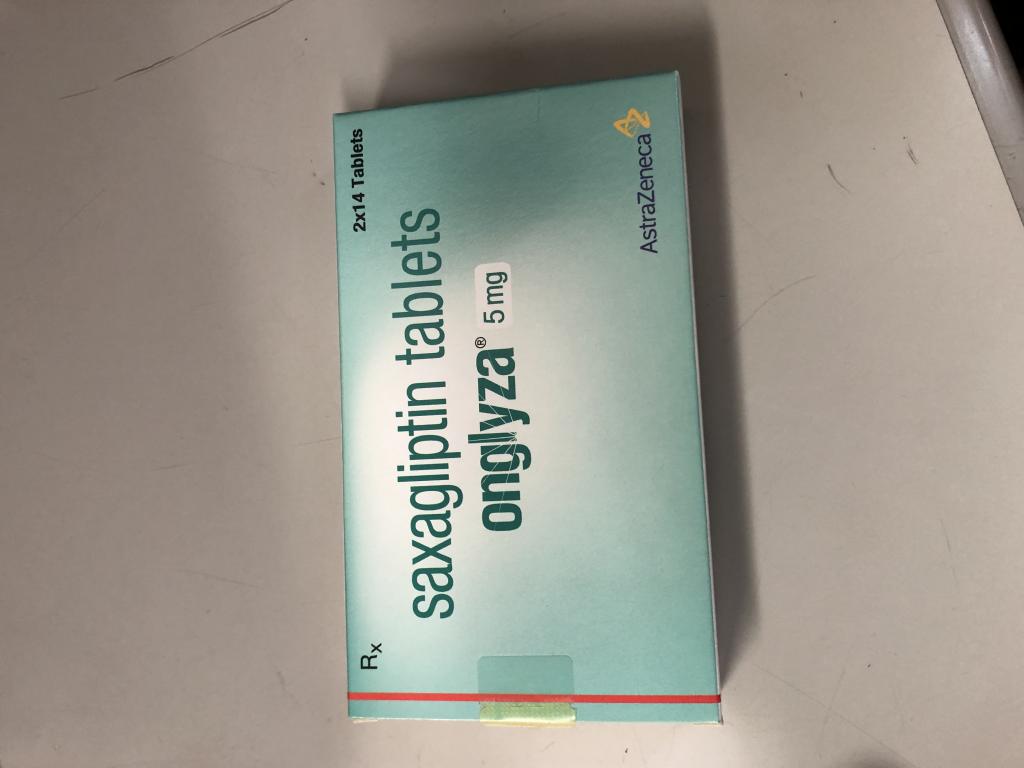 Rx
2x14 Tablets
saxagliptin tablets
onglyza® 5 mg
AstraZeneca